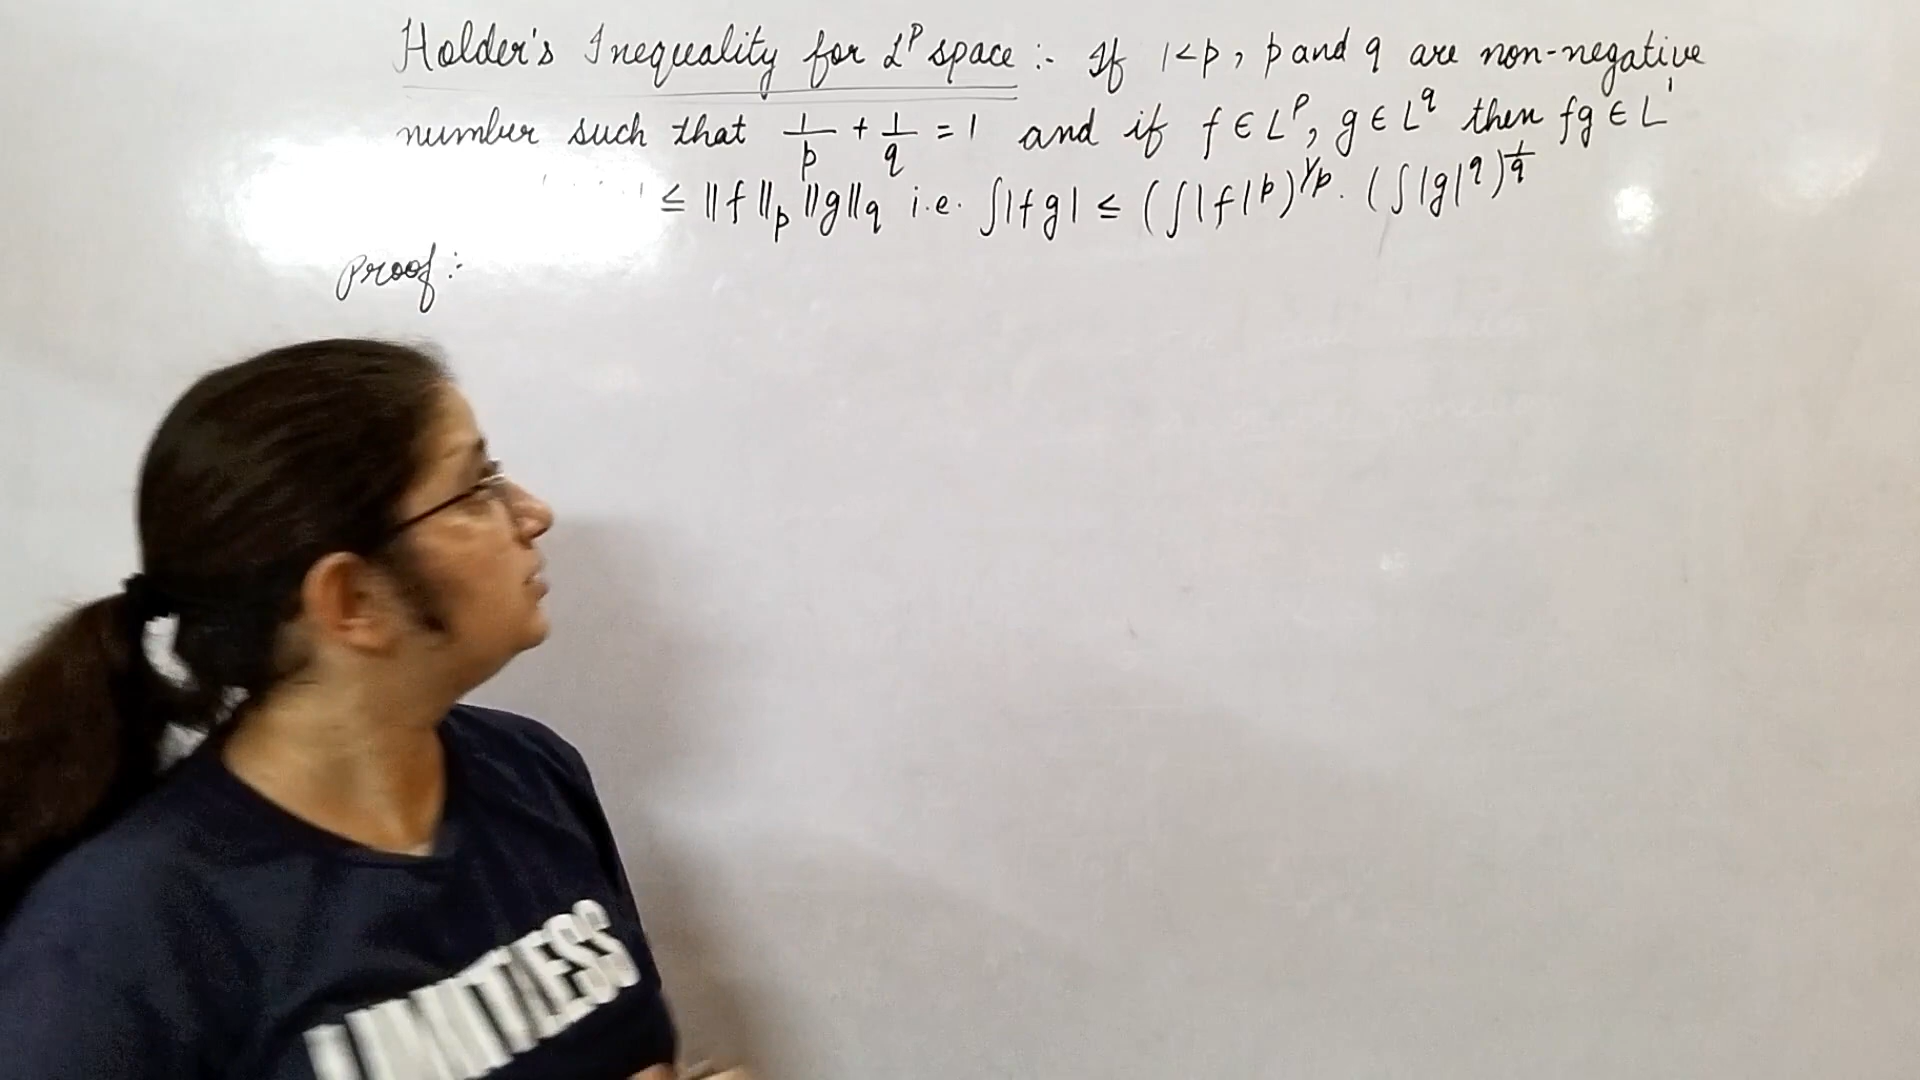 Holder's Inequality for L^p space :- If 1<p, p and q are non-negative
number such that 1/p + 1/q = 1 and if f ∈ L^p, g ∈ L^q then fg ∈ L^1
≤ ||f||_p ||g||_q i.e. ∫|fg| ≤ (∫|f|^p)^1/p . (∫|g|^q)^1/q
Proof :-
LIMITLESS